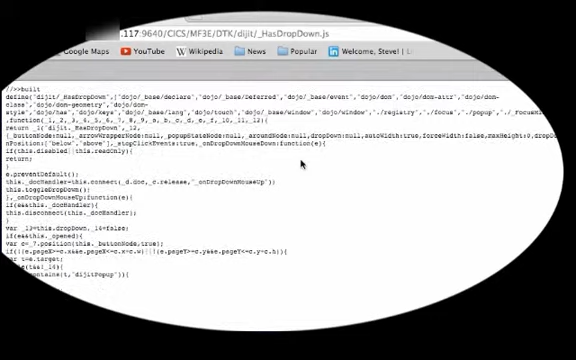 .117:9640/CICS/MF3E/DTK/dijit/_HasDropDown.js
Google Maps YouTube Wikipedia News Popular Welcome, Steve!
//>>built
define("dijit/_HasDropDown",["dojo/_base/declare","dojo/_base/Deferred","dojo/_base/event","dojo/dom","dojo/dom-attr","dojo/dom-
class","dojo/dom-geometry","dojo/dom-
style","dojo/has","dojo/keys","dojo/_base/lang","dojo/touch","dojo/_base/window","dojo/window","./registry","./focus","./popup","./_FocusMi
,function(_1,_2,_3,_4,_5,_6,_7,_8,_9,_a,_b,_c,_d,_e,_f,_10,_11,_12){
return _1("dijit._HasDropDown",_12,
{_buttonNode:null,_arrowWrapperNode:null,_popupStateNode:null,_aroundNode:null,dropDown:null,autoWidth:true,forceWidth:false,maxHeight:0,dropDo
nPosition:["below","above"],_stopClickEvents:true,_onDropDownMouseDown:function(e){
if(this.disabled||this.readOnly){
return;
}
e.preventDefault();
this._docHandler=this.connect(_d.doc,_c.release,"_onDropDownMouseUp");
this.toggleDropDown();
},_onDropDownMouseUp:function(e){
if(e&&this._docHandler){
this.disconnect(this._docHandler);
}
var _13=this.dropDown,_14=false;
if(e&&this._opened){
var c=_7.position(this._buttonNode,true);
if(!(e.pageX>=c.x&&e.pageX<=c.x+c.w)||!(e.pageY>=c.y&&e.pageY<=c.y+c.h)){
var t=e.target;
(t&&!_14){
contains(t,"dijitPopup")){